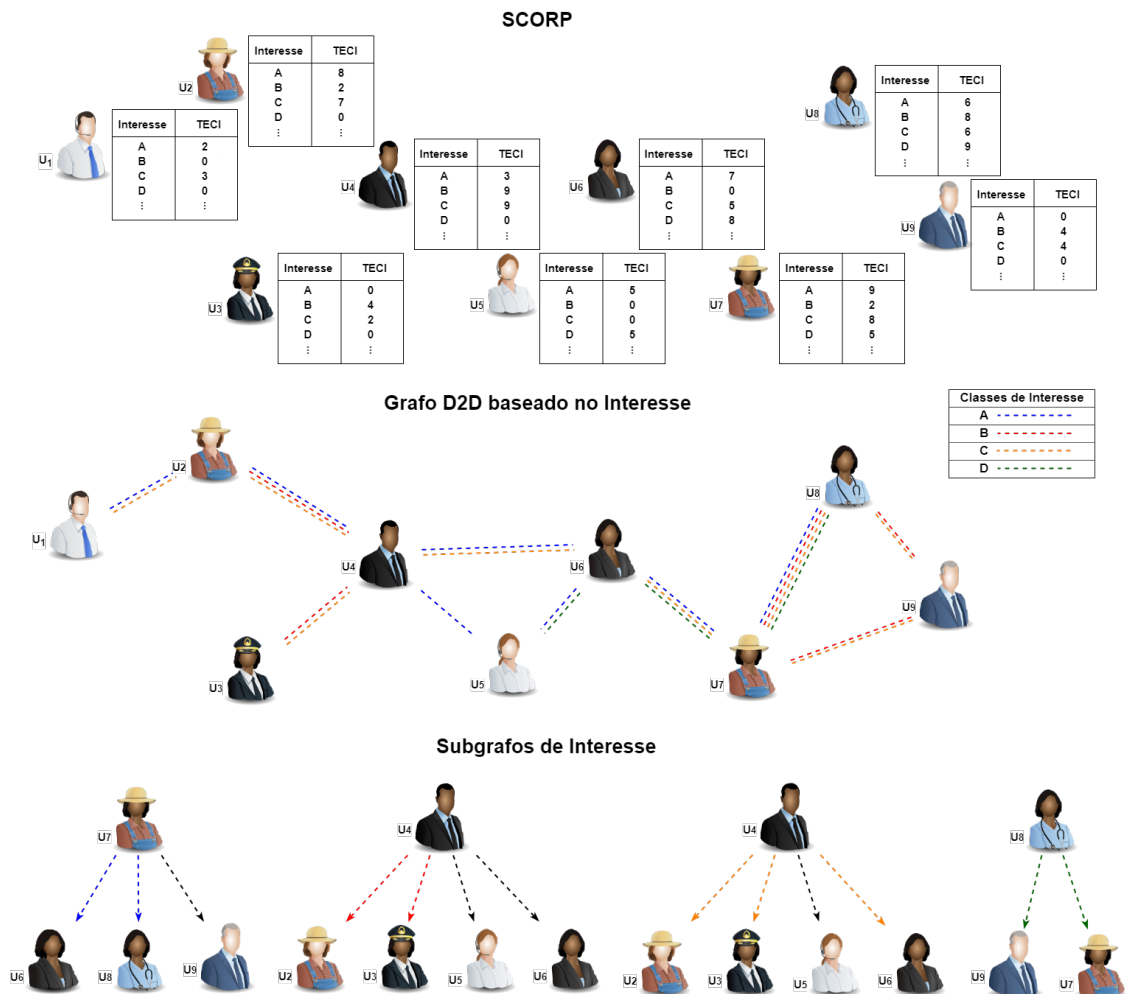 SCORP
U2
Interesse TECI
A 8
B 2
C 7
D 0
⋮ ⋮
U1
Interesse TECI
A 2
B 0
C 3
D 0
⋮ ⋮
U4
Interesse TECI
A 3
B 9
C 9
D 0
⋮ ⋮
U6
Interesse TECI
A 7
B 0
C 5
D 8
⋮ ⋮
U8
Interesse TECI
A 6
B 8
C 6
D 9
⋮ ⋮
U9
Interesse TECI
A 0
B 4
C 4
D 0
⋮ ⋮
U3
Interesse TECI
A 0
B 4
C 2
D 0
⋮ ⋮
U5
Interesse TECI
A 5
B 0
C 0
D 5
⋮ ⋮
U7
Interesse TECI
A 9
B 2
C 8
D 5
⋮ ⋮
Grafo D2D baseado no Interesse
Classes de Interesse
A
B
C
D
U2
U1
U4
U6
U8
U9
U3
U5
U7
Subgrafos de Interesse
U7
U4
U4
U8
U6
U8
U9
U2
U3
U5
U6
U2
U3
U5
U6
U9
U7